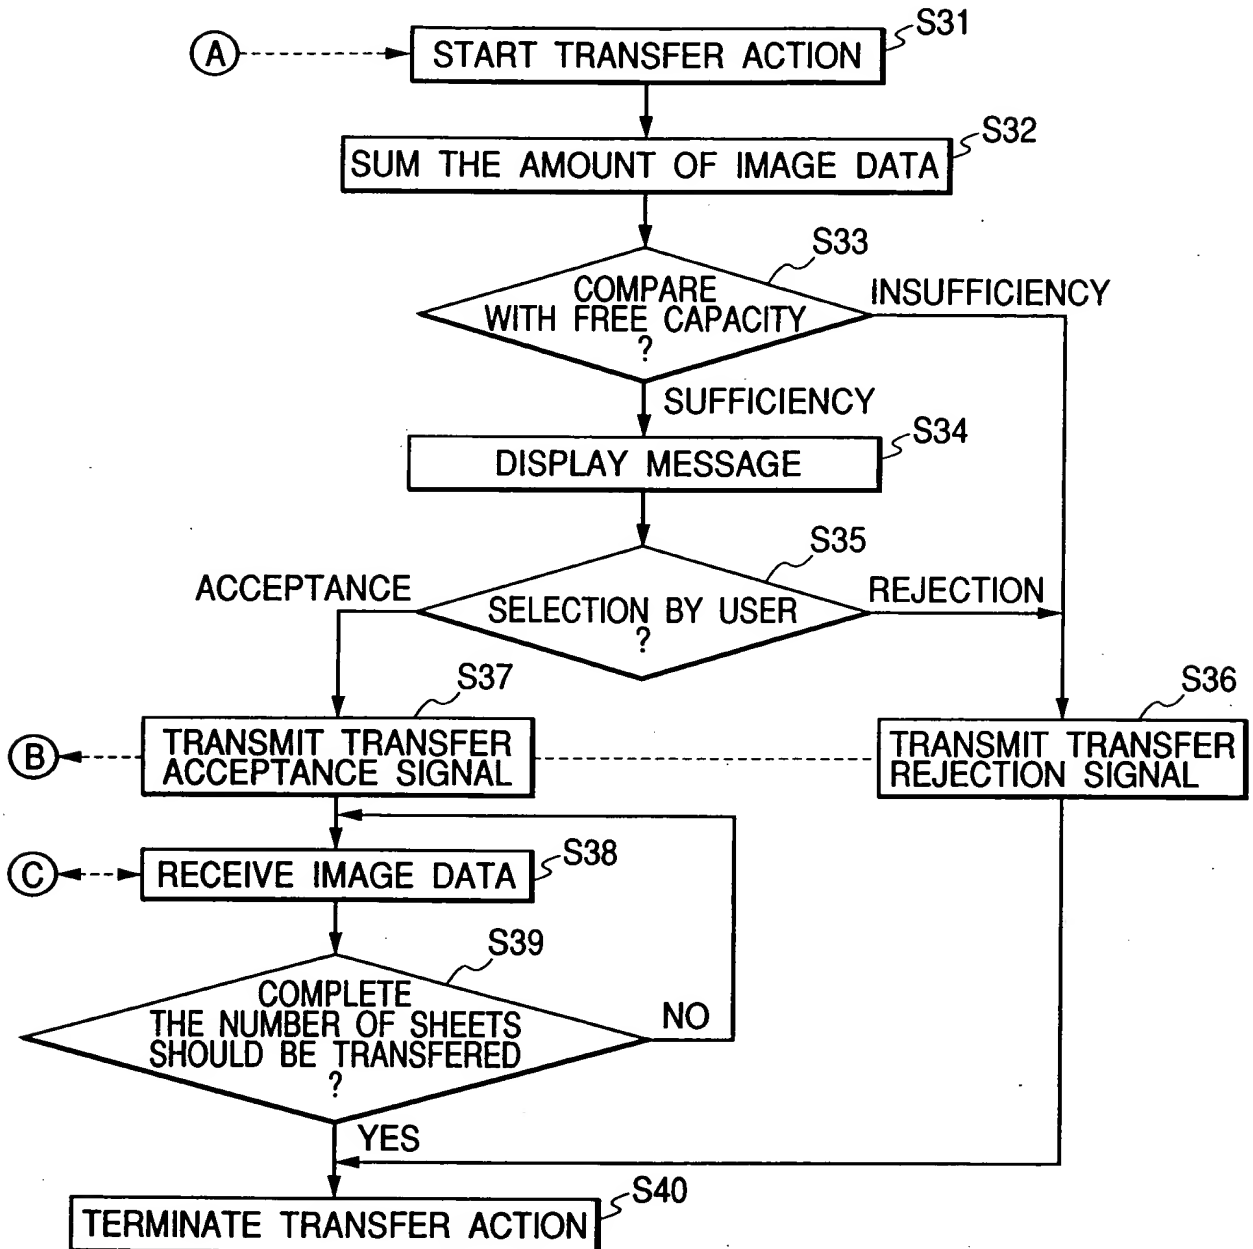 S31
A
START TRANSFER ACTION
S32
SUM THE AMOUNT OF IMAGE DATA
S33
COMPARE
WITH FREE CAPACITY
?
INSUFFICIENCY
SUFFICIENCY
S34
DISPLAY MESSAGE
S35
ACCEPTANCE
SELECTION BY USER
?
REJECTION
S37
S36
B
TRANSMIT TRANSFER
ACCEPTANCE SIGNAL
TRANSMIT TRANSFER
REJECTION SIGNAL
S38
C
RECEIVE IMAGE DATA
S39
COMPLETE
THE NUMBER OF SHEETS
SHOULD BE TRANSFERED
?
NO
YES
S40
TERMINATE TRANSFER ACTION